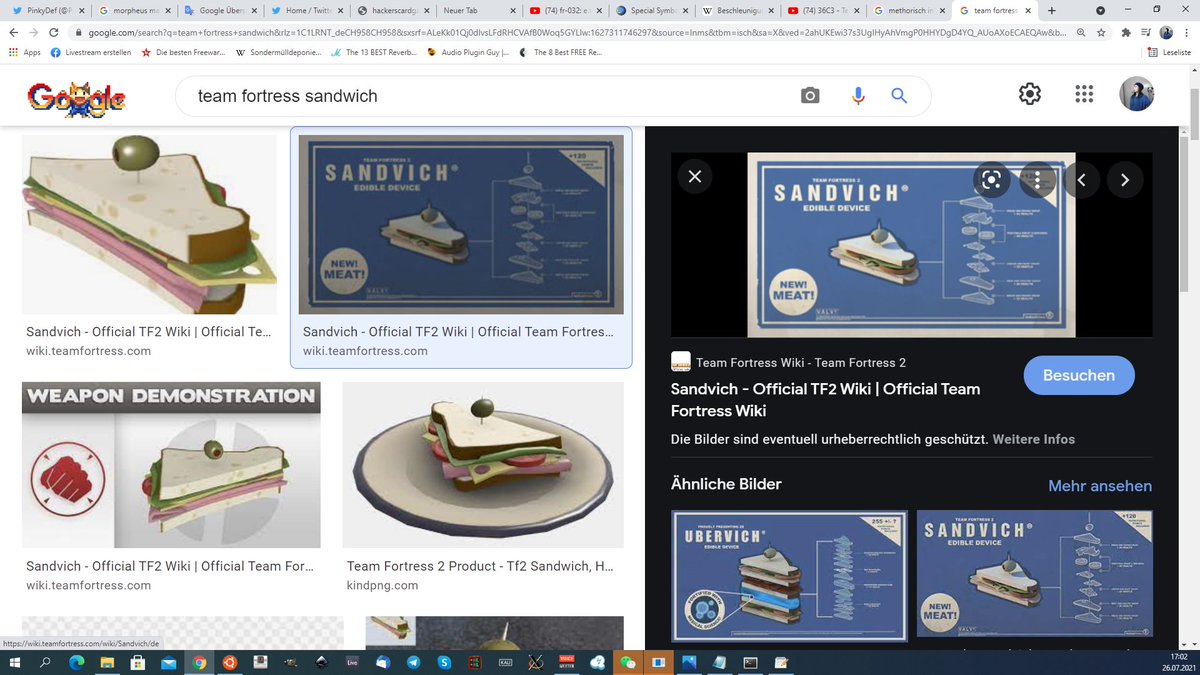 PinkyDef (@P
morpheus ma
Google Übers
Home / Twitte
hackerscardga
Neuer Tab
(74) fr-032: e.
Special Symb
Beschleunigu
(74) 36C3 - Te
methorisch in
team fortress
google.com/search?q=team+fortress+sandwich&rlz=1C1LRNT_deCH958CH958&sxsrf=ALeKk01Qj0dlvsLFdRHCVAfB0Woq5GYLlw:1627311746297&source=lnms&tbm=isch&sa=X&ved=2ahUKEwi37s3UgIHyAhVmgP0HHYDgD4YQ_AUoAXoECAEQAw&b...
Apps
Livestream erstellen
Die besten Freewar...
Sondermülldeponie...
The 13 BEST Reverb...
Audio Plugin Guy |...
The 8 Best FREE Re...
Leseliste
Google
team fortress sandwich
TEAM FORTRESS 2
SANDVICH®
EDIBLE DEVICE
+120
NEW!
MEAT!
Sandvich - Official TF2 Wiki | Official Te...
wiki.teamfortress.com
Sandvich - Official TF2 Wiki | Official Team Fortres...
wiki.teamfortress.com
WEAPON DEMONSTRATION
Sandvich - Official TF2 Wiki | Official Team For...
wiki.teamfortress.com
Team Fortress 2 Product - Tf2 Sandwich, H...
kindpng.com
TEAM FORTRESS 2
SANDVICH®
EDIBLE DEVICE
NEW!
MEAT!
VALVE
Team Fortress Wiki - Team Fortress 2
Sandvich - Official TF2 Wiki | Official Team
Fortress Wiki
Besuchen
Die Bilder sind eventuell urheberrechtlich geschützt. Weitere Infos
Ähnliche Bilder
Mehr ansehen
PROUDLY PRESENTING
UBERVICH®
EDIBLE DEVICE
255 +/- ?
FORTIFIED WITH
MEDICAL SCIENCE!
TEAM FORTRESS 2
SANDVICH®
EDIBLE DEVICE
+120
NEW!
MEAT!
VALVE
https://wiki.teamfortress.com/wiki/Sandvich/de
Live
KALI
17:02
26.07.2021